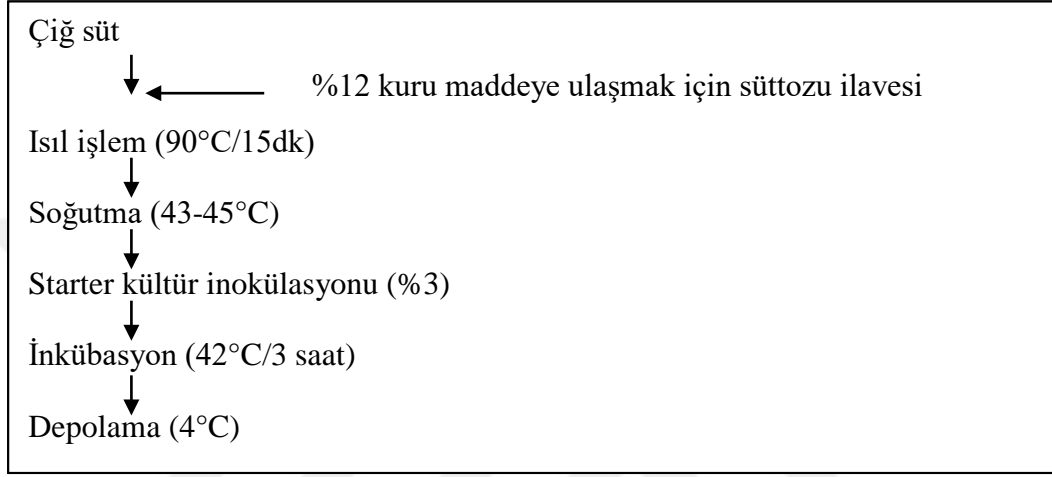 Çiğ süt
%12 kuru maddeye ulaşmak için süttozu ilavesi
Isıl işlem (90°C/15dk)
Soğutma (43-45°C)
Starter kültür inokülasyonu (%3)
İnkübasyon (42°C/3 saat)
Depolama (4°C)